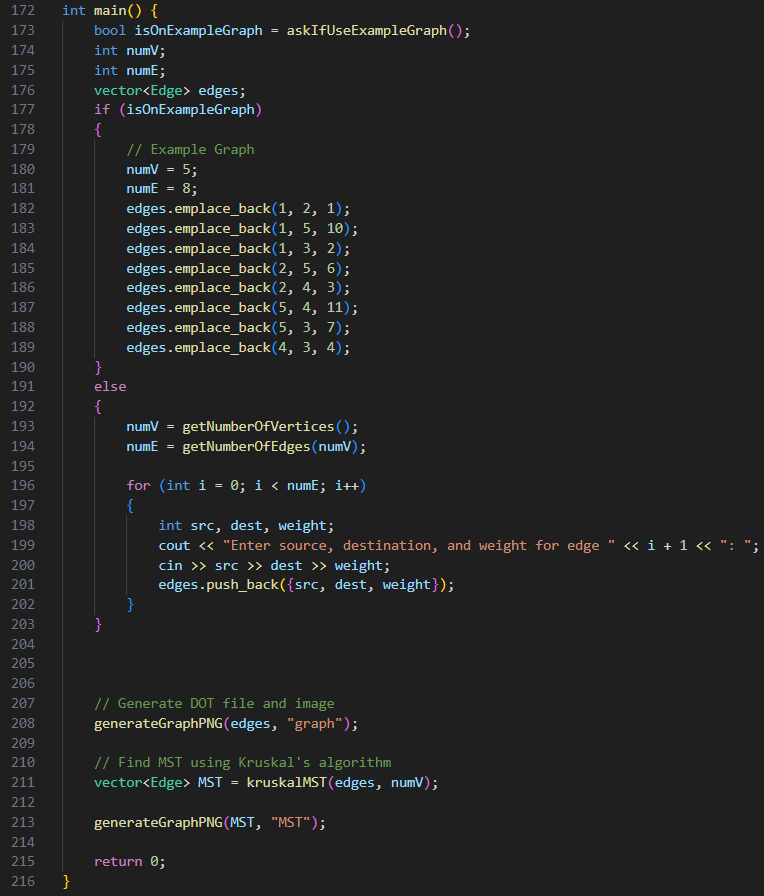 172 int main() {
173 bool isOnExampleGraph = askIfUseExampleGraph();
174 int numV;
175 int numE;
176 vector<Edge> edges;
177 if (isOnExampleGraph)
178 {
179 // Example Graph
180 numV = 5;
181 numE = 8;
182 edges.emplace_back(1, 2, 1);
183 edges.emplace_back(1, 5, 10);
184 edges.emplace_back(1, 3, 2);
185 edges.emplace_back(2, 5, 6);
186 edges.emplace_back(2, 4, 3);
187 edges.emplace_back(5, 4, 11);
188 edges.emplace_back(5, 3, 7);
189 edges.emplace_back(4, 3, 4);
190 }
191 else
192 {
193 numV = getNumberOfVertices();
194 numE = getNumberOfEdges(numV);
195
196 for (int i = 0; i < numE; i++)
197 {
198 int src, dest, weight;
199 cout << "Enter source, destination, and weight for edge " << i + 1 << ": ";
200 cin >> src >> dest >> weight;
201 edges.push_back({src, dest, weight});
202 }
203 }
204
205
206
207 // Generate DOT file and image
208 generateGraphPNG(edges, "graph");
209
210 // Find MST using Kruskal's algorithm
211 vector<Edge> MST = kruskalMST(edges, numV);
212
213 generateGraphPNG(MST, "MST");
214
215 return 0;
216 }